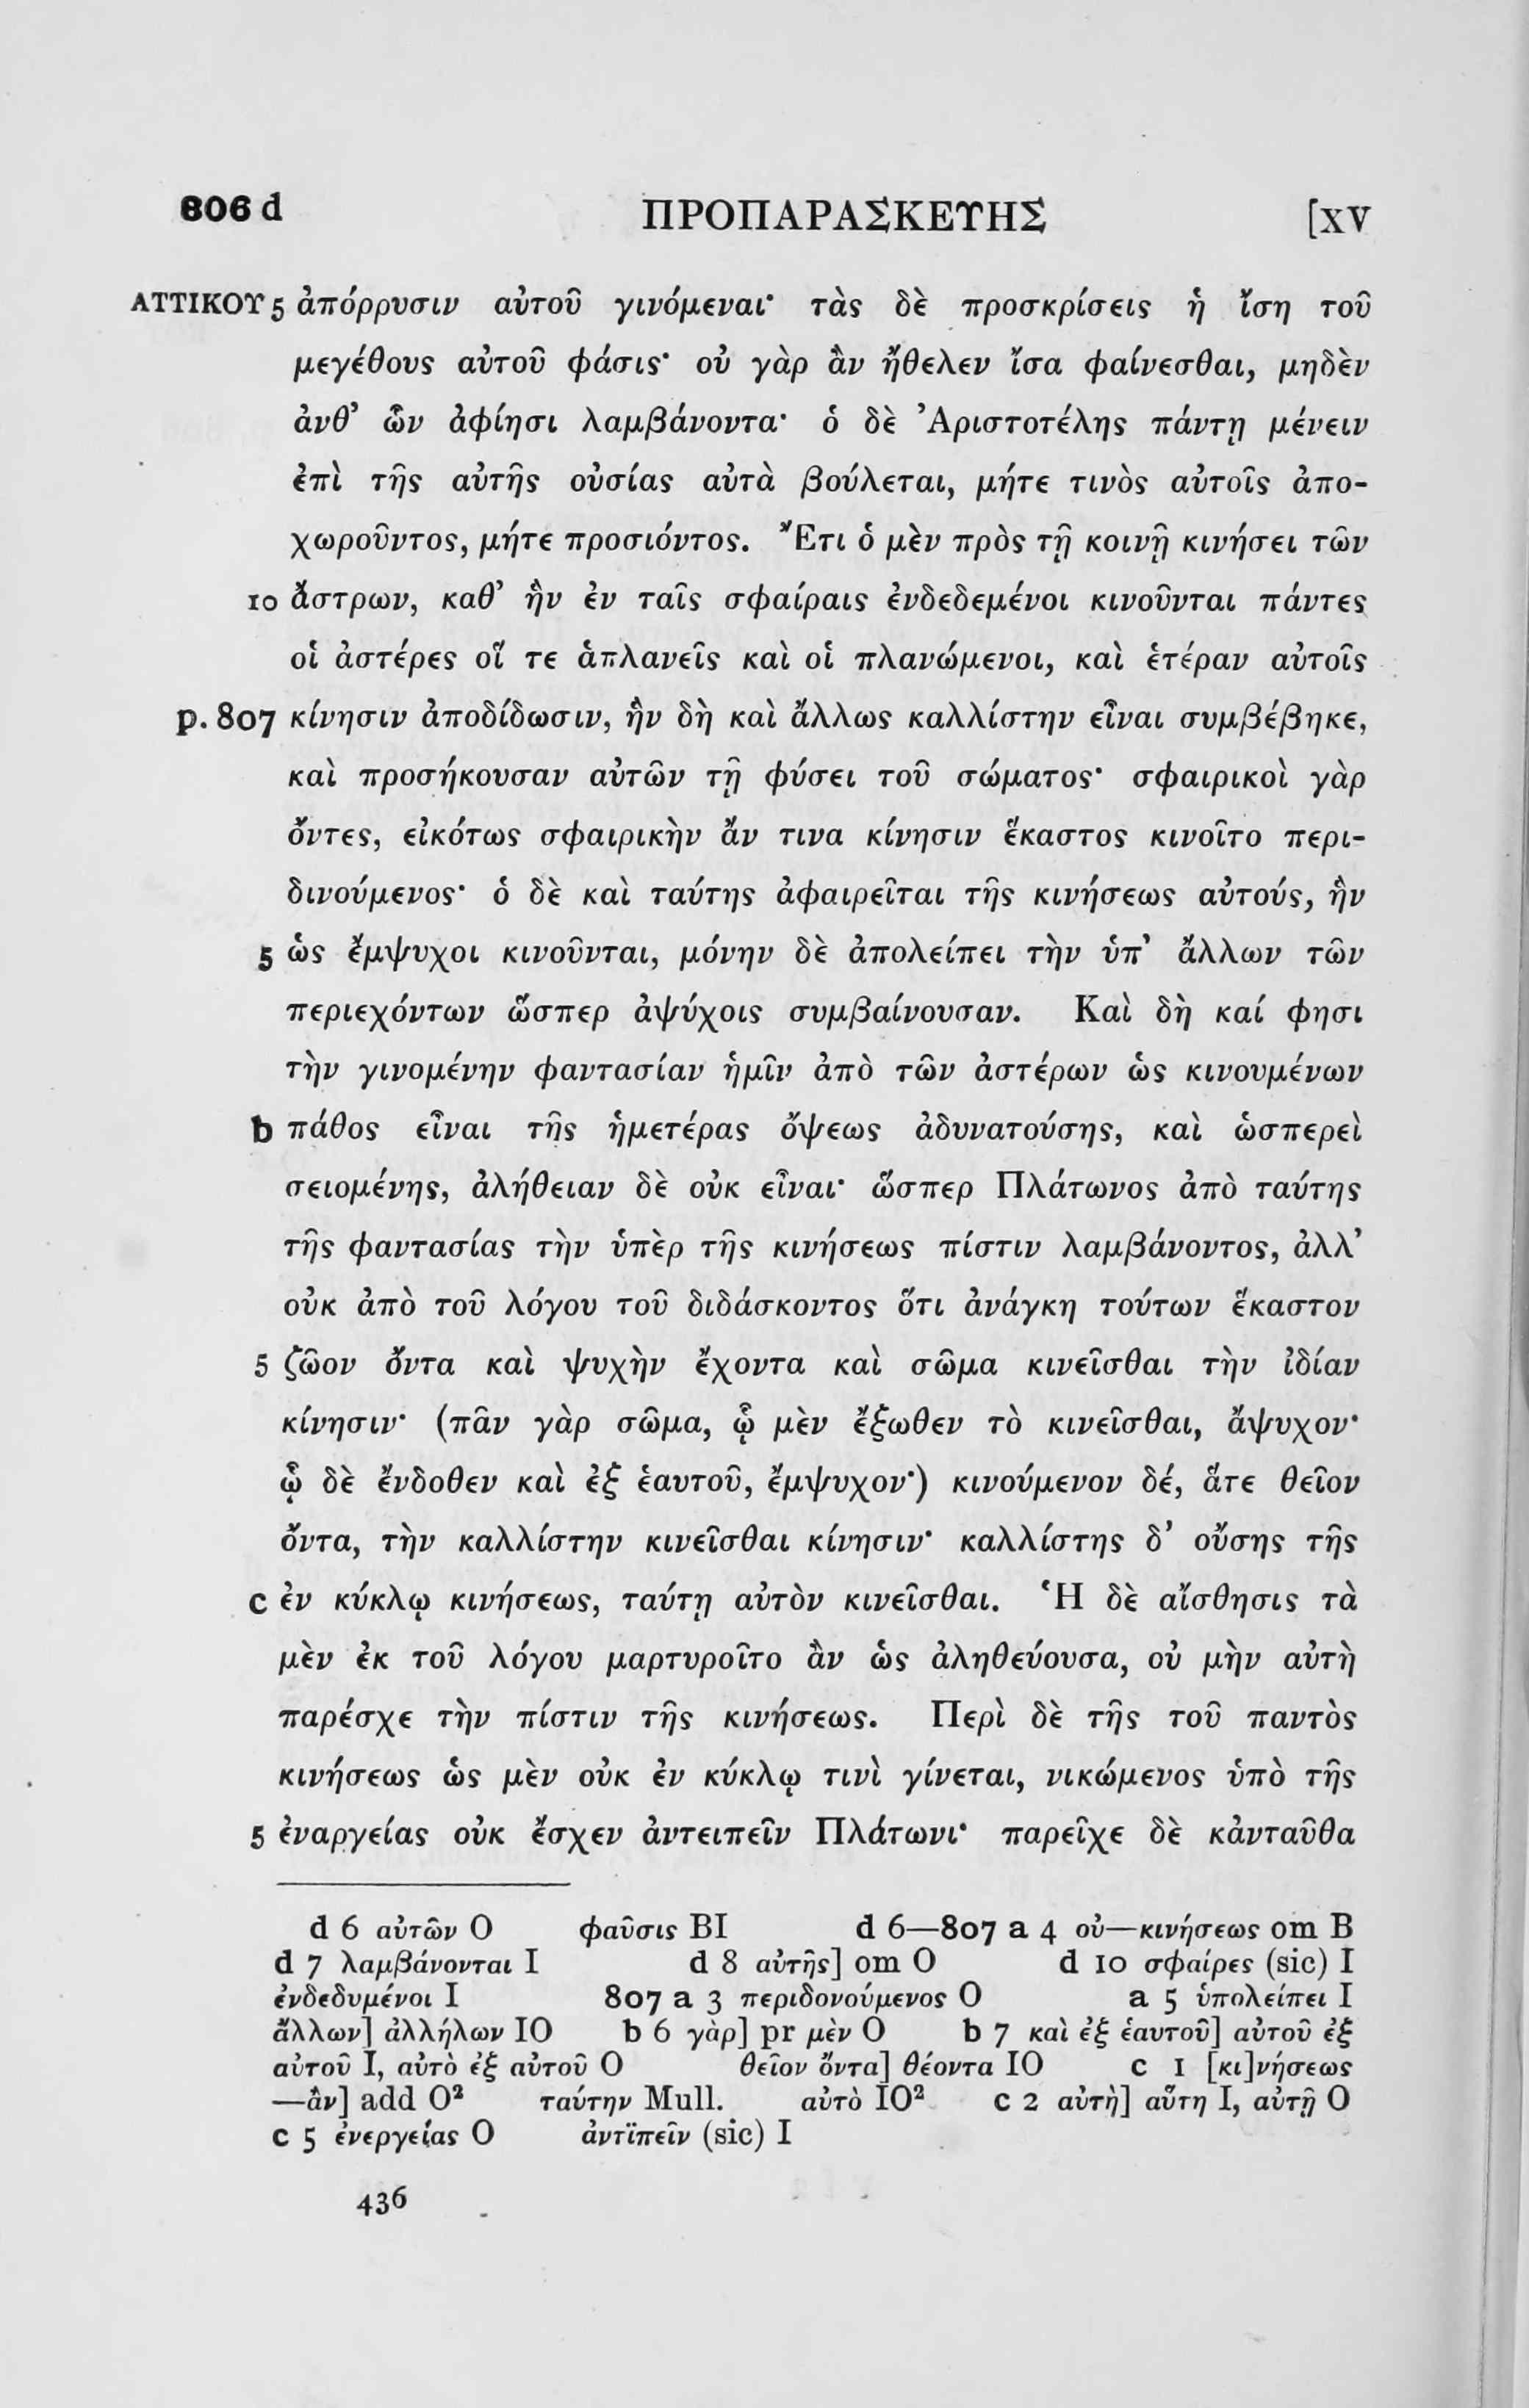 806 d ΠΡΟΠΑΡΑΣΚΕΥΗΣ [XV
ΑΤΤΙΚΟΥ 5 ἀπόρρυσιν αὐτοῦ γινόμεναι· τὰς δὲ προσκρίσεις ἡ ἴση τοῦ
μεγέθους αὐτοῦ φάσις· οὐ γὰρ ἂν ἤθελεν ἴσα φαίνεσθαι, μηδὲν
ἀνθ’ ὧν ἀφίησι λαμβάνοντα· ὁ δὲ Ἀριστοτέλης πάντῃ μένειν
ἐπὶ τῆς αὐτῆς οὐσίας αὐτὰ βούλεται, μήτε τινὸς αὐτοῖς ἀπο-
χωροῦντος, μήτε προσιόντος. Ἔτι ὁ μὲν πρὸς τῇ κοινῇ κινήσει τῶν
10 ἄστρων, καθ’ ἣν ἐν ταῖς σφαίραις ἐνδεδεμένοι κινοῦνται πάντες
οἱ ἀστέρες οἵ τε ἁπλανεῖς καὶ οἱ πλανώμενοι, καὶ ἑτέραν αὐτοῖς
p. 807 κίνησιν ἀποδίδωσιν, ἣν δὴ καὶ ἄλλως καλλίστην εἶναι συμβέβηκε,
καὶ προσήκουσαν αὐτῶν τῇ φύσει τοῦ σώματος· σφαιρικοὶ γὰρ
ὄντες, εἰκότως σφαιρικὴν ἄν τινα κίνησιν ἕκαστος κινοῖτο περι-
δινούμενος· ὁ δὲ καὶ ταύτης ἀφαιρεῖται τῆς κινήσεως αὐτούς, ἣν
5 ὡς ἔμψυχοι κινοῦνται, μόνην δὲ ἀπολείπει τὴν ὑπ’ ἄλλων τῶν
περιεχόντων ὥσπερ ἀψύχοις συμβαίνουσαν. Καὶ δὴ καί φησι
τὴν γινομένην φαντασίαν ἡμῖν ἀπὸ τῶν ἀστέρων ὡς κινουμένων
b πάθος εἶναι τῆς ἡμετέρας ὄψεως ἀδυνατούσης, καὶ ὡσπερεὶ
σειομένης, ἀλήθειαν δὲ οὐκ εἶναι· ὥσπερ Πλάτωνος ἀπὸ ταύτης
τῆς φαντασίας τὴν ὑπὲρ τῆς κινήσεως πίστιν λαμβάνοντος, ἀλλ’
οὐκ ἀπὸ τοῦ λόγου τοῦ διδάσκοντος ὅτι ἀνάγκη τούτων ἕκαστον
5 ζῶον ὄντα καὶ ψυχὴν ἔχοντα καὶ σῶμα κινεῖσθαι τὴν ἰδίαν
κίνησιν· (πᾶν γὰρ σῶμα, ᾧ μὲν ἔξωθεν τὸ κινεῖσθαι, ἄψυχον·
ᾧ δὲ ἔνδοθεν καὶ ἐξ ἑαυτοῦ, ἔμψυχον·) κινούμενον δέ, ἅτε θεῖον
ὄντα, τὴν καλλίστην κινεῖσθαι κίνησιν· καλλίστης δ’ οὔσης τῆς
c ἐν κύκλῳ κινήσεως, ταύτῃ αὐτὸν κινεῖσθαι. Ἡ δὲ αἴσθησις τὰ
μὲν ἐκ τοῦ λόγου μαρτυροῖτο ἂν ὡς ἀληθεύουσα, οὐ μὴν αὐτὴ
παρέσχε τὴν πίστιν τῆς κινήσεως. Περὶ δὲ τῆς τοῦ παντὸς
κινήσεως ὡς μὲν οὐκ ἐν κύκλῳ τινὶ γίνεται, νικώμενος ὑπὸ τῆς
5 ἐναργείας οὐκ ἔσχεν ἀντειπεῖν Πλάτωνι· παρεῖχε δὲ κἀνταῦθα
d 6 αὐτῶν O φαῦσις BI d 6—807 a 4 οὐ—κινήσεως om B
d 7 λαμβάνονται I d 8 αὐτῆς] om O d 10 σφαίρες (sic) I
ἐνδεδυμένοι I 807 a 3 περιδονούμενος O a 5 ὑπολείπει I
ἄλλων] ἀλλήλων IO b 6 γὰρ] pr μὲν O b 7 καὶ ἐξ ἑαυτοῦ] αὐτοῦ ἐξ
αὐτοῦ I, αὐτὸ ἐξ αὐτοῦ O θεῖον ὄντα] θέοντα IO c 1 [κι]νήσεως
—ἂν] add O² ταύτην Mull. αὐτὸ IO² c 2 αὐτὴ] αὕτη I, αὐτῇ O
c 5 ἐνεργείας O ἀντϊπεῖν (sic) I
436